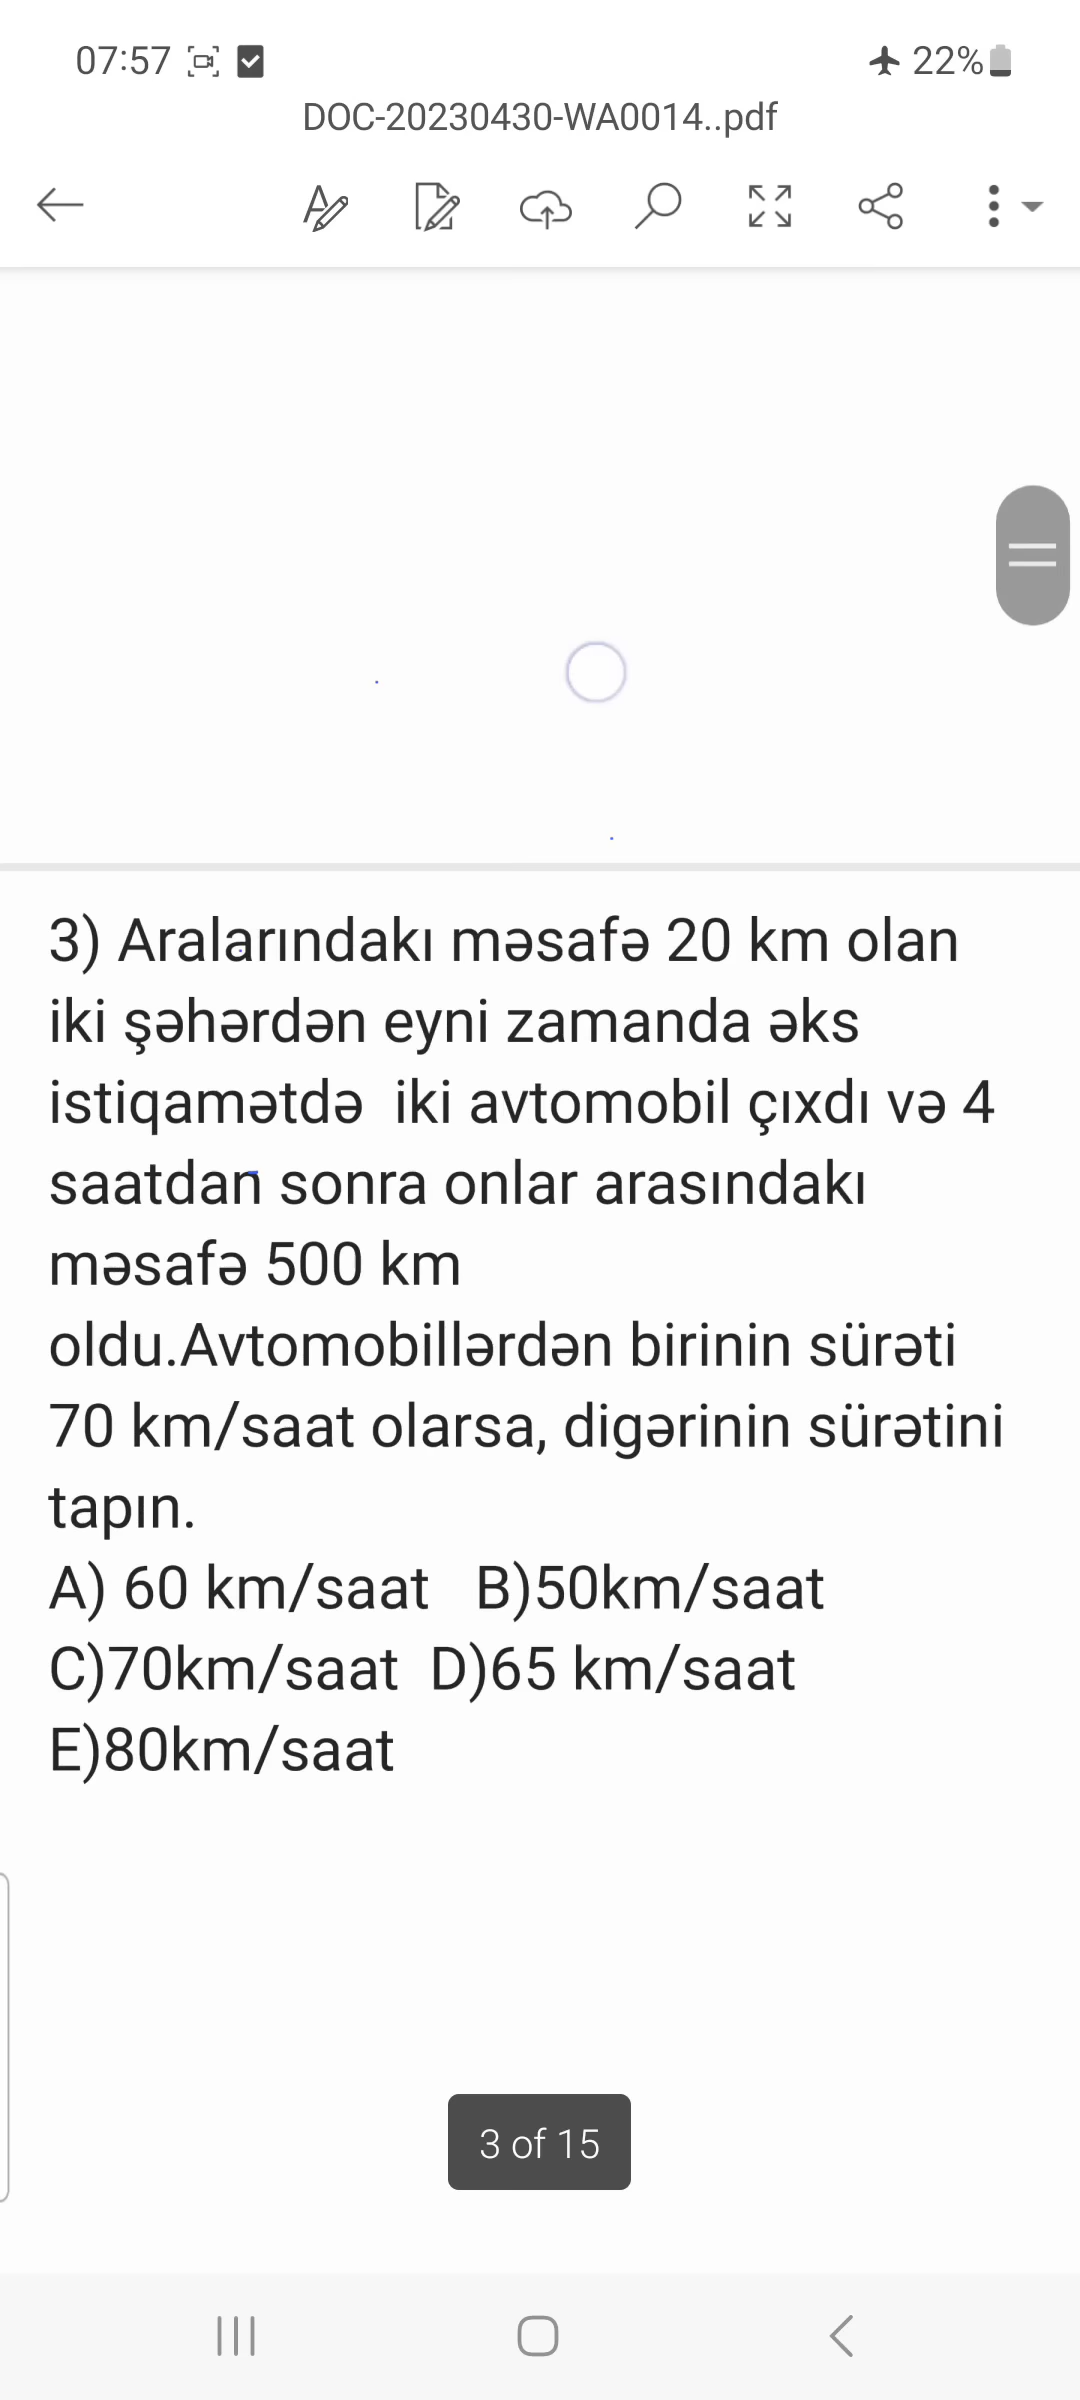 07:57 22%
DOC-20230430-WA0014..pdf
3) Aralarındakı məsafə 20 km olan
iki şəhərdən eyni zamanda əks
istiqamətdə iki avtomobil çıxdı və 4
saatdan sonra onlar arasındakı
məsafə 500 km
oldu.Avtomobillərdən birinin sürəti
70 km/saat olarsa, digərinin sürətini
tapın.
A) 60 km/saat B)50km/saat
C)70km/saat D)65 km/saat
E)80km/saat
3 of 15